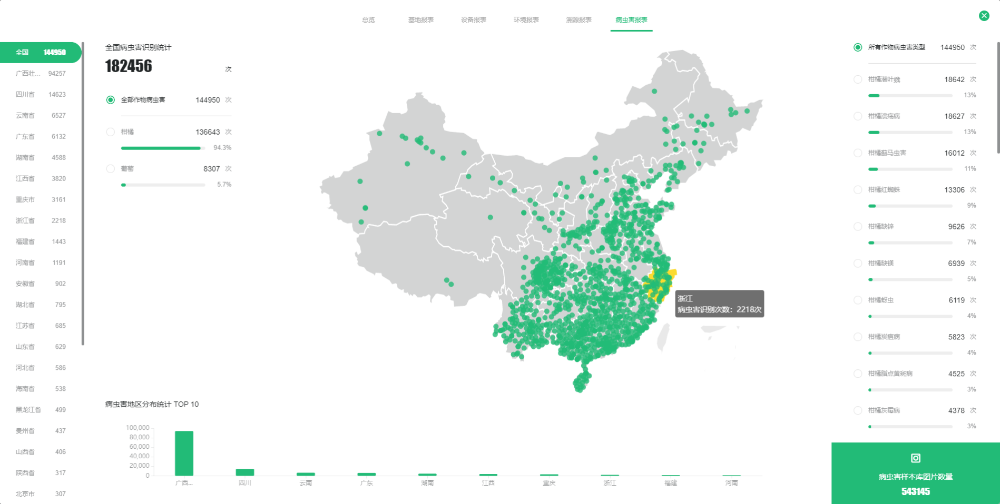 总览 基地报表 设备报表 环境报表 溯源报表 病虫害报表
全国 144950
广西壮... 94257
四川省 14623
云南省 6527
广东省 6132
湖南省 4588
江西省 3820
重庆市 3161
浙江省 2218
福建省 1443
河南省 1191
安徽省 902
湖北省 795
江苏省 685
山东省 629
河北省 586
海南省 538
黑龙江省 499
贵州省 437
山西省 406
陕西省 317
北京市 307
全国病虫害识别统计
182456 次
全部作物病虫害 144950 次
柑橘 136643 次
94.3%
葡萄 8307 次
5.7%
浙江
病虫害识别次数：2218次
病虫害地区分布统计 TOP 10
100,000
80,000
60,000
40,000
20,000
0
广西... 四川 云南 广东 湖南 江西 重庆 浙江 福建 河南
所有作物病虫害类型 144950 次
柑橘潜叶蛾 18642 次
13%
柑橘溃疡病 18627 次
13%
柑橘蓟马虫害 16012 次
11%
柑橘红蜘蛛 13306 次
9%
柑橘缺锌 9626 次
7%
柑橘缺镁 6939 次
5%
柑橘蚜虫 6119 次
4%
柑橘炭疽病 5823 次
4%
柑橘脂点黄斑病 4525 次
3%
柑橘灰霉病 4378 次
3%
病虫害样本库图片数量
543145